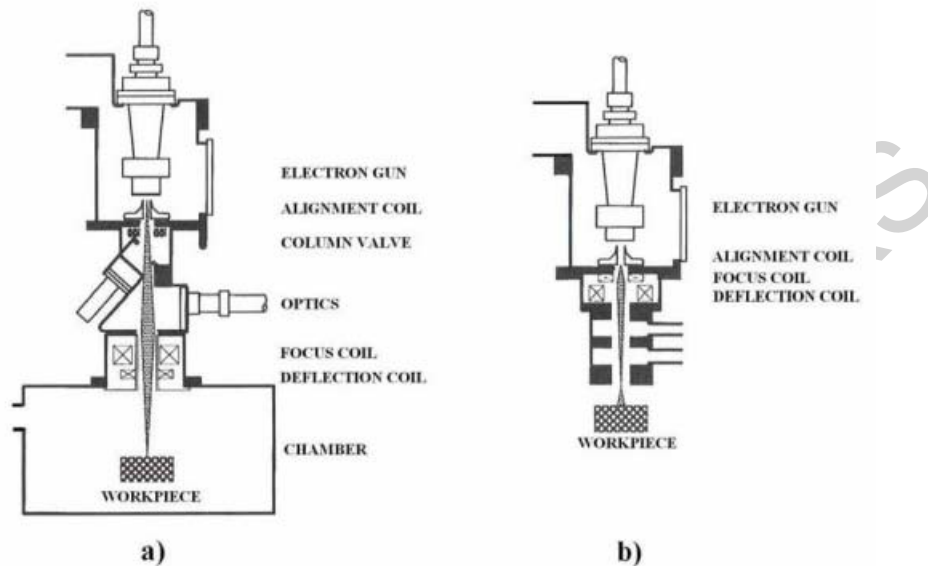 ELECTRON GUN
ALIGNMENT COIL
COLUMN VALVE
OPTICS
FOCUS COIL
DEFLECTION COIL
CHAMBER
WORKPIECE
a)
ELECTRON GUN
ALIGNMENT COIL
FOCUS COIL
DEFLECTION COIL
WORKPIECE
b)